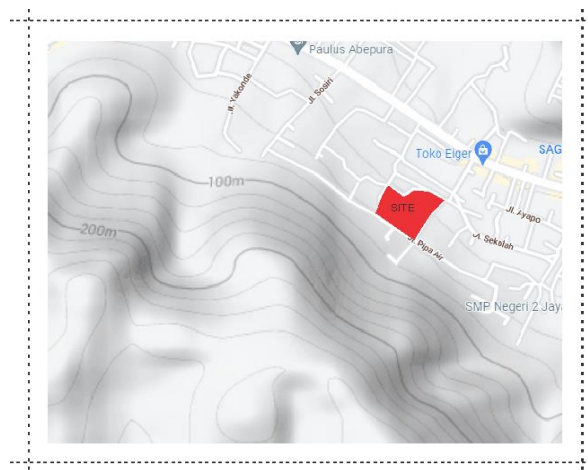 Paulus Abepura
Jl. Yakonde
Jl. Sosiri
Toko Eiger
SAG
100m
SITE
Jl. Ayapo
200m
Jl. Sekolah
Jl. Pipa Air
SMP Negeri 2 Jaya